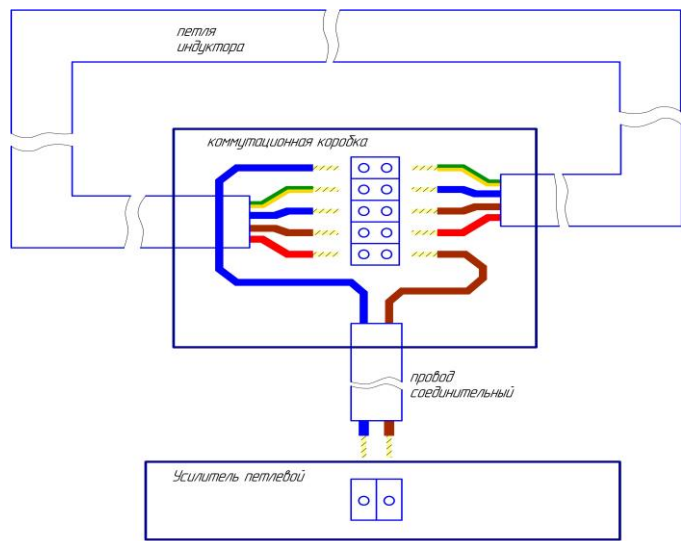 петля
индуктора
коммутационная коробка
провод
соединительный
Усилитель петлевой